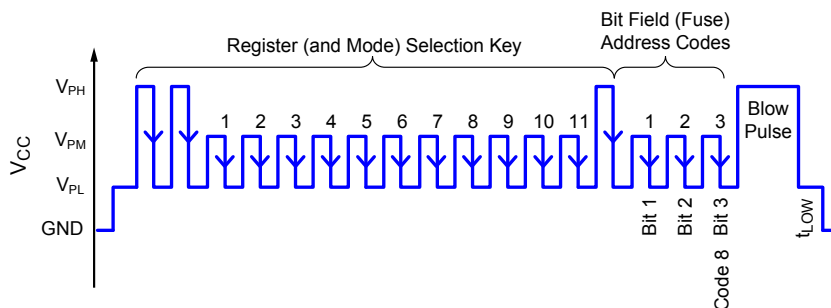 Register (and Mode) Selection Key
Bit Field (Fuse)
Address Codes
VPH
VPM
VPL
GND
VCC
1 2 3 4 5 6 7 8 9 10 11
1 2 3
Blow
Pulse
Bit 1
Bit 2
Bit 3
Code 8
tLOW